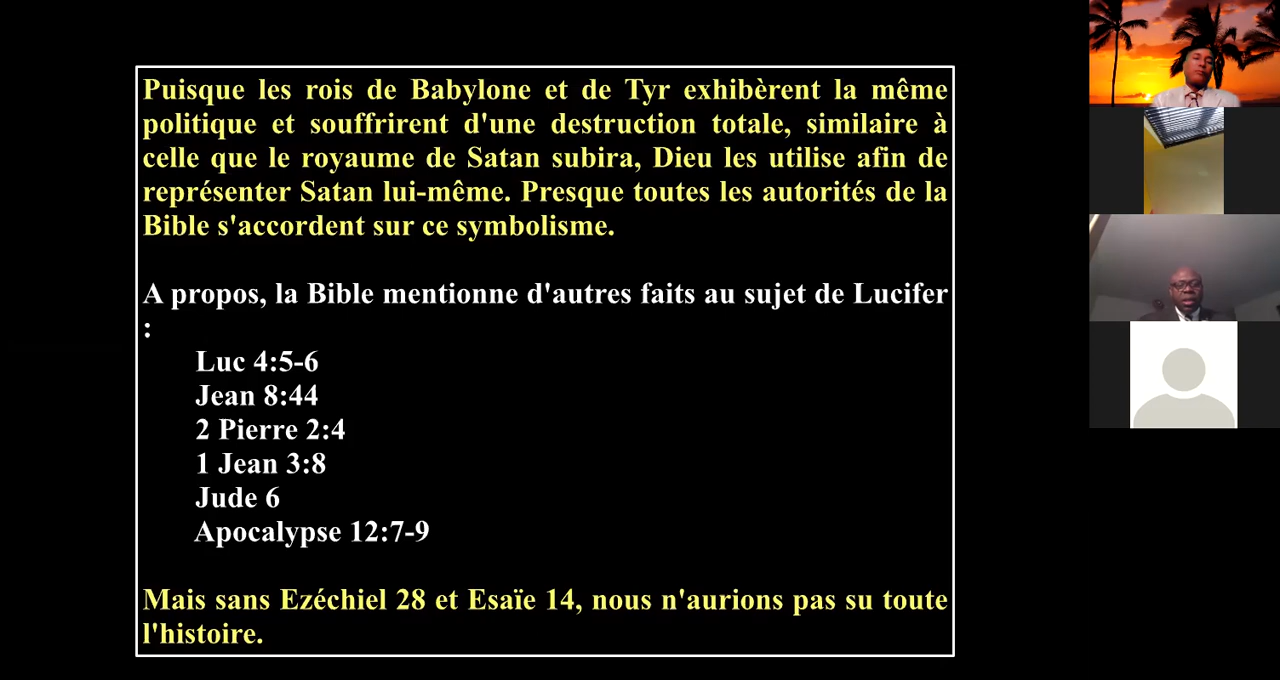 Puisque les rois de Babylone et de Tyr exhibèrent la même
politique et souffrirent d'une destruction totale, similaire à
celle que le royaume de Satan subira, Dieu les utilise afin de
représenter Satan lui-même. Presque toutes les autorités de la
Bible s'accordent sur ce symbolisme.
A propos, la Bible mentionne d'autres faits au sujet de Lucifer
:
Luc 4:5-6
Jean 8:44
2 Pierre 2:4
1 Jean 3:8
Jude 6
Apocalypse 12:7-9
Mais sans Ezéchiel 28 et Esaïe 14, nous n'aurions pas su toute
l'histoire.